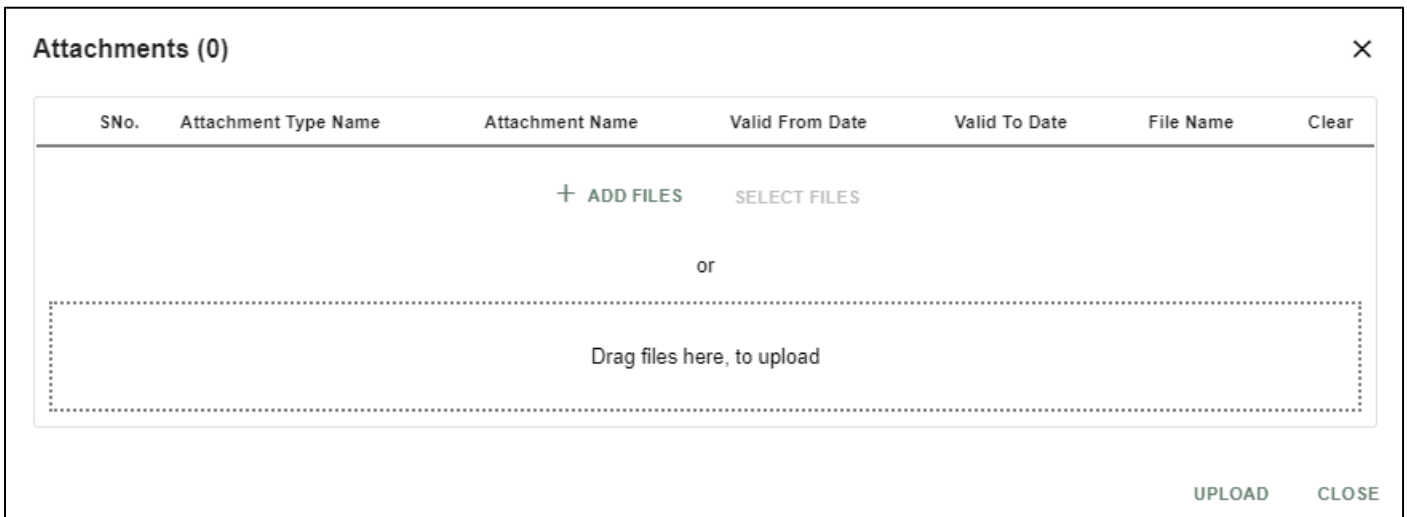 Attachments (0)
SNo. Attachment Type Name Attachment Name Valid From Date Valid To Date File Name Clear
+ ADD FILES SELECT FILES
or
Drag files here, to upload
UPLOAD CLOSE